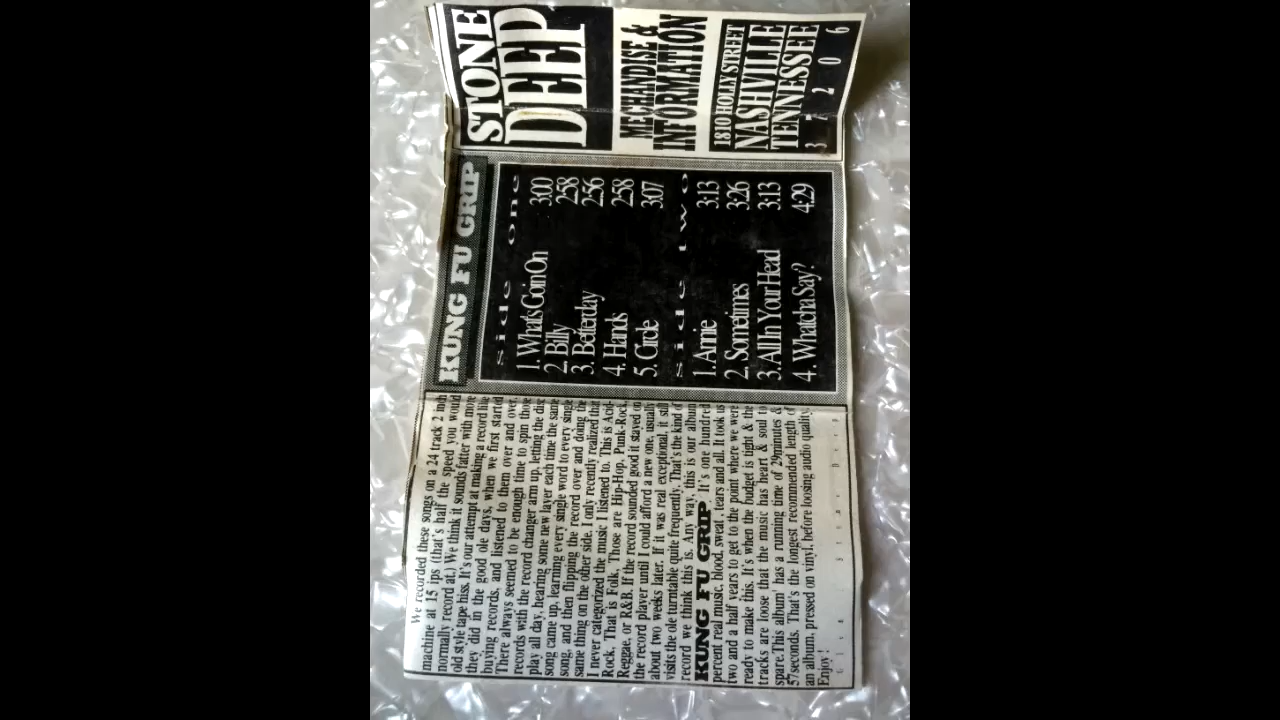 STONE
DEEP
MECHANDISE &
INFORMATION
1810 HOLLY STREET
NASHVILLE
TENNESSEE
3 7 2 0 6
KUNG FU GRIP
side one
1. What's Goin On 3:00
2. Billy 2:58
3. Betterday 2:56
4. Hands 2:58
5. Circle 3:07
side two
1. Annie 3:13
2. Sometimes 3:26
3. All In Your Head 3:13
4. Whatcha Say? 4:29
We recorded these songs on a 24 track 2 inch
machine at 15 ips (that's half the speed you would
normally record at.) We think it sounds fatter with more
old style tape hiss. It's our attempt at making a record like
they did in the good ole days, when we first started
buying records, and listened to them over and over.
There always seemed to be enough time to spin those
records with the record changer arm up, letting the disc
play all day, hearing some new layer each time the same
song came up, learning every single word to every single
song, and then flipping the record over and doing the
same thing on the other side. I only recently realized that
I never categorized the music I listened to. This is Acid-
Rock, That is Folk, Those are Hip-Hop, Punk-Rock,
Reggae, or R&B. If the record sounded good it stayed on
the record player until I could afford a new one, usually
about two weeks later. If it was real exceptional, it still
visits the ole turntable quite frequently. That's the kind of
record we think this is. Any way, this is our album
KUNG FU GRIP It's one hundred
percent real music, blood, sweat , tears and all. It took us
two and a half years to get to the point where we were
ready to make this. It's when the budget is tight & the
tracks are loose that the music has heart & soul to
spare.This album' has a running time of 29minutes &
57seconds. That's the longest recommended length of
an album, pressed on vinyl, before loosing audio quality.
Enjoy !
Stone Deep